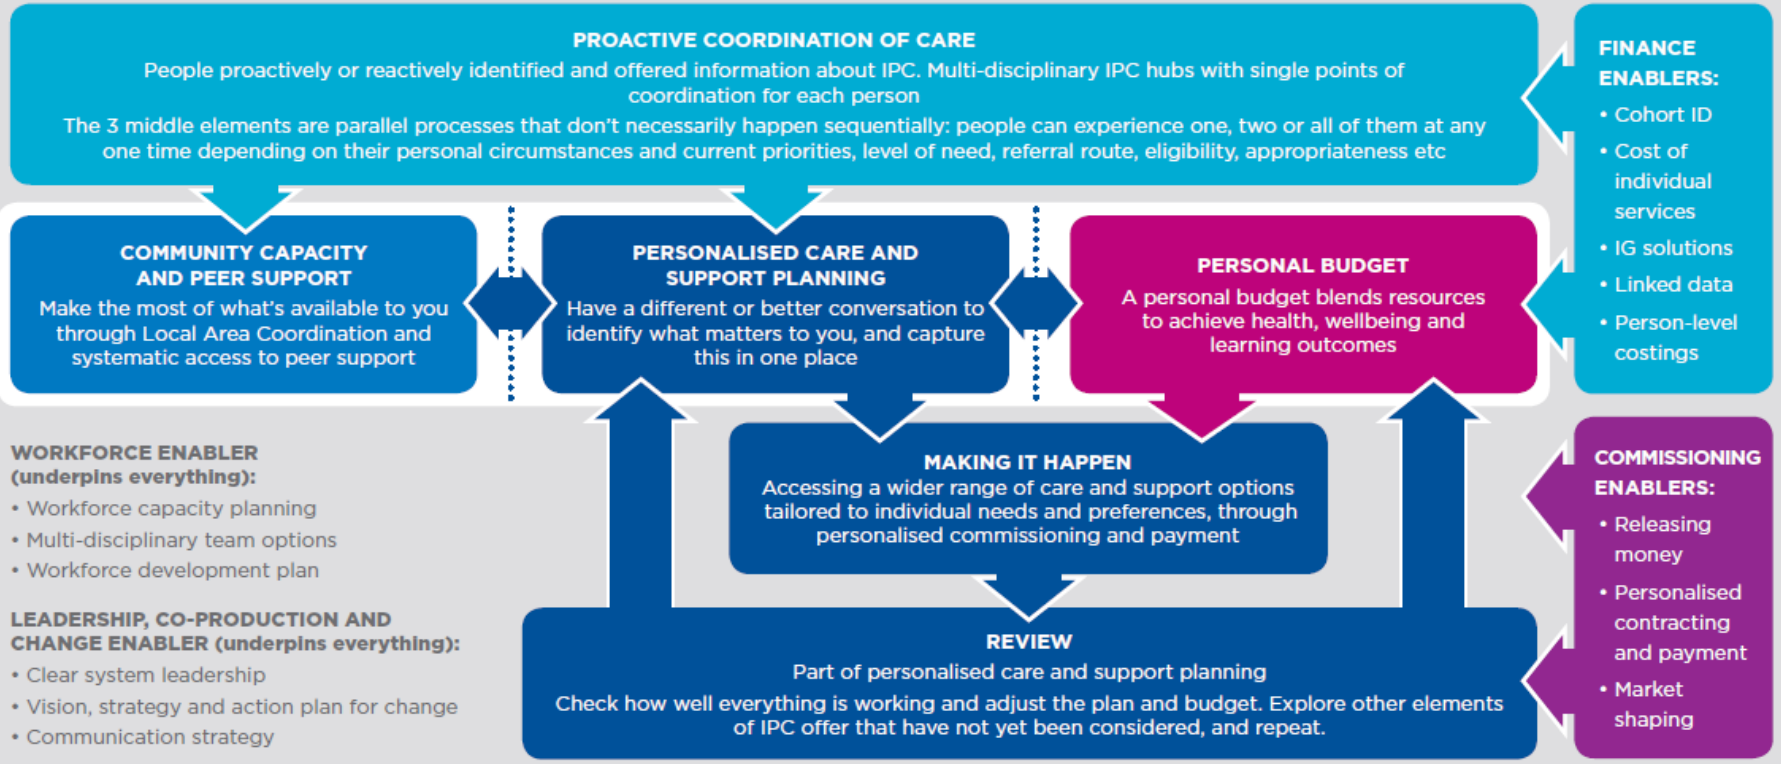 PROACTIVE COORDINATION OF CARE
People proactively or reactively identified and offered information about IPC. Multi-disciplinary IPC hubs with single points of
coordination for each person
The 3 middle elements are parallel processes that don't necessarily happen sequentially: people can experience one, two or all of them at any
one time depending on their personal circumstances and current priorities, level of need, referral route, eligibility, appropriateness etc
COMMUNITY CAPACITY
AND PEER SUPPORT
Make the most of what's available to you
through Local Area Coordination and
systematic access to peer support
PERSONALISED CARE AND
SUPPORT PLANNING
Have a different or better conversation to
identify what matters to you, and capture
this in one place
PERSONAL BUDGET
A personal budget blends resources
to achieve health, wellbeing and
learning outcomes
MAKING IT HAPPEN
Accessing a wider range of care and support options
tailored to individual needs and preferences, through
personalised commissioning and payment
REVIEW
Part of personalised care and support planning
Check how well everything is working and adjust the plan and budget. Explore other elements
of IPC offer that have not yet been considered, and repeat.
WORKFORCE ENABLER
(underpins everything):
• Workforce capacity planning
• Multi-disciplinary team options
• Workforce development plan
LEADERSHIP, CO-PRODUCTION AND
CHANGE ENABLER (underpins everything):
• Clear system leadership
• Vision, strategy and action plan for change
• Communication strategy
FINANCE
ENABLERS:
• Cohort ID
• Cost of
individual
services
• IG solutions
• Linked data
• Person-level
costings
COMMISSIONING
ENABLERS:
• Releasing
money
• Personalised
contracting
and payment
• Market
shaping